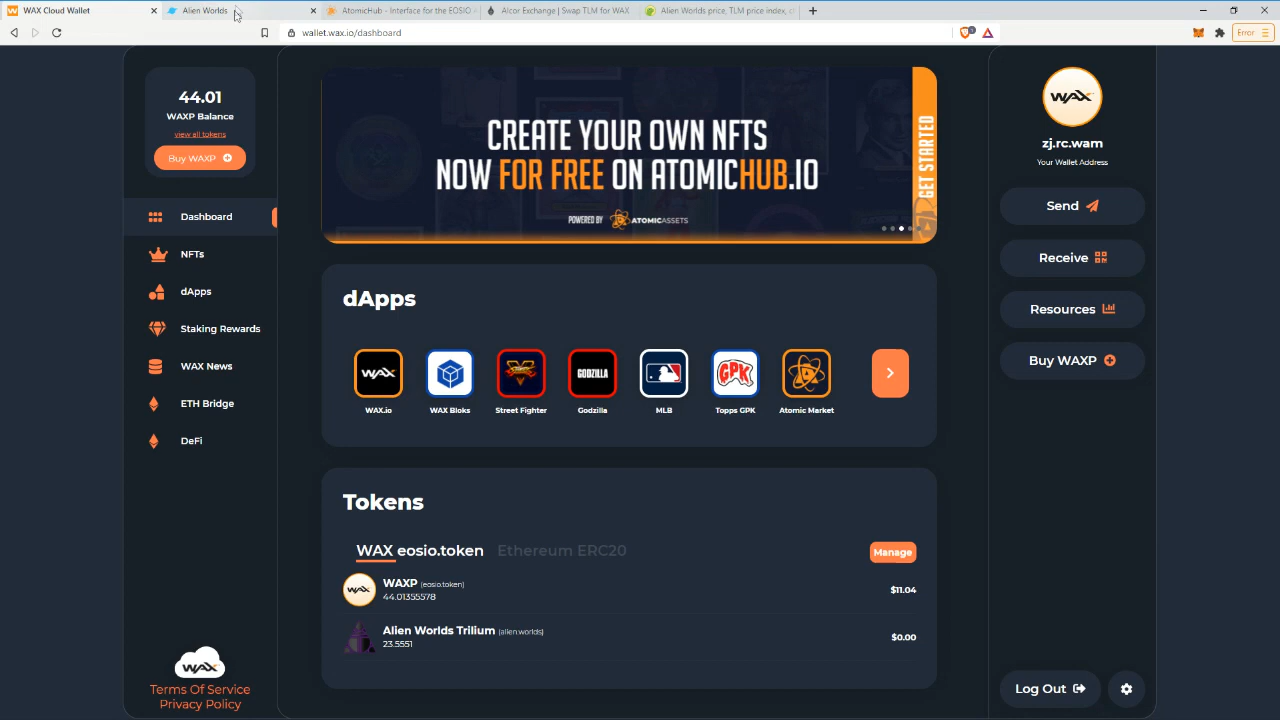 WAX Cloud Wallet
Alien Worlds
AtomicHub - Interface for the EOSIO
Alcor Exchange | Swap TLM for WAX
Alien Worlds price, TLM price index, c
wallet.wax.io/dashboard
Error
44.01
WAXP Balance
view all tokens
Buy WAXP
Dashboard
NFTs
dApps
Staking Rewards
WAX News
ETH Bridge
DeFi
WAX
Terms Of Service
Privacy Policy
CREATE YOUR OWN NFTS
NOW FOR FREE ON ATOMICHUB.IO
POWERED BY ATOMICASSETS
GET STARTED
dApps
WAX
GODZILLA
GPK
WAX.io
WAX Bloks
Street Fighter
Godzilla
MLB
Topps GPK
Atomic Market
Tokens
WAX eosio.token
Ethereum ERC20
Manage
WAX
WAXP (eosio.token)
44.01355578
$11.04
Alien Worlds Trilium (alien.worlds)
23.5551
$0.00
WAX
zj.rc.wam
Your Wallet Address
Send
Receive
Resources
Buy WAXP
Log Out